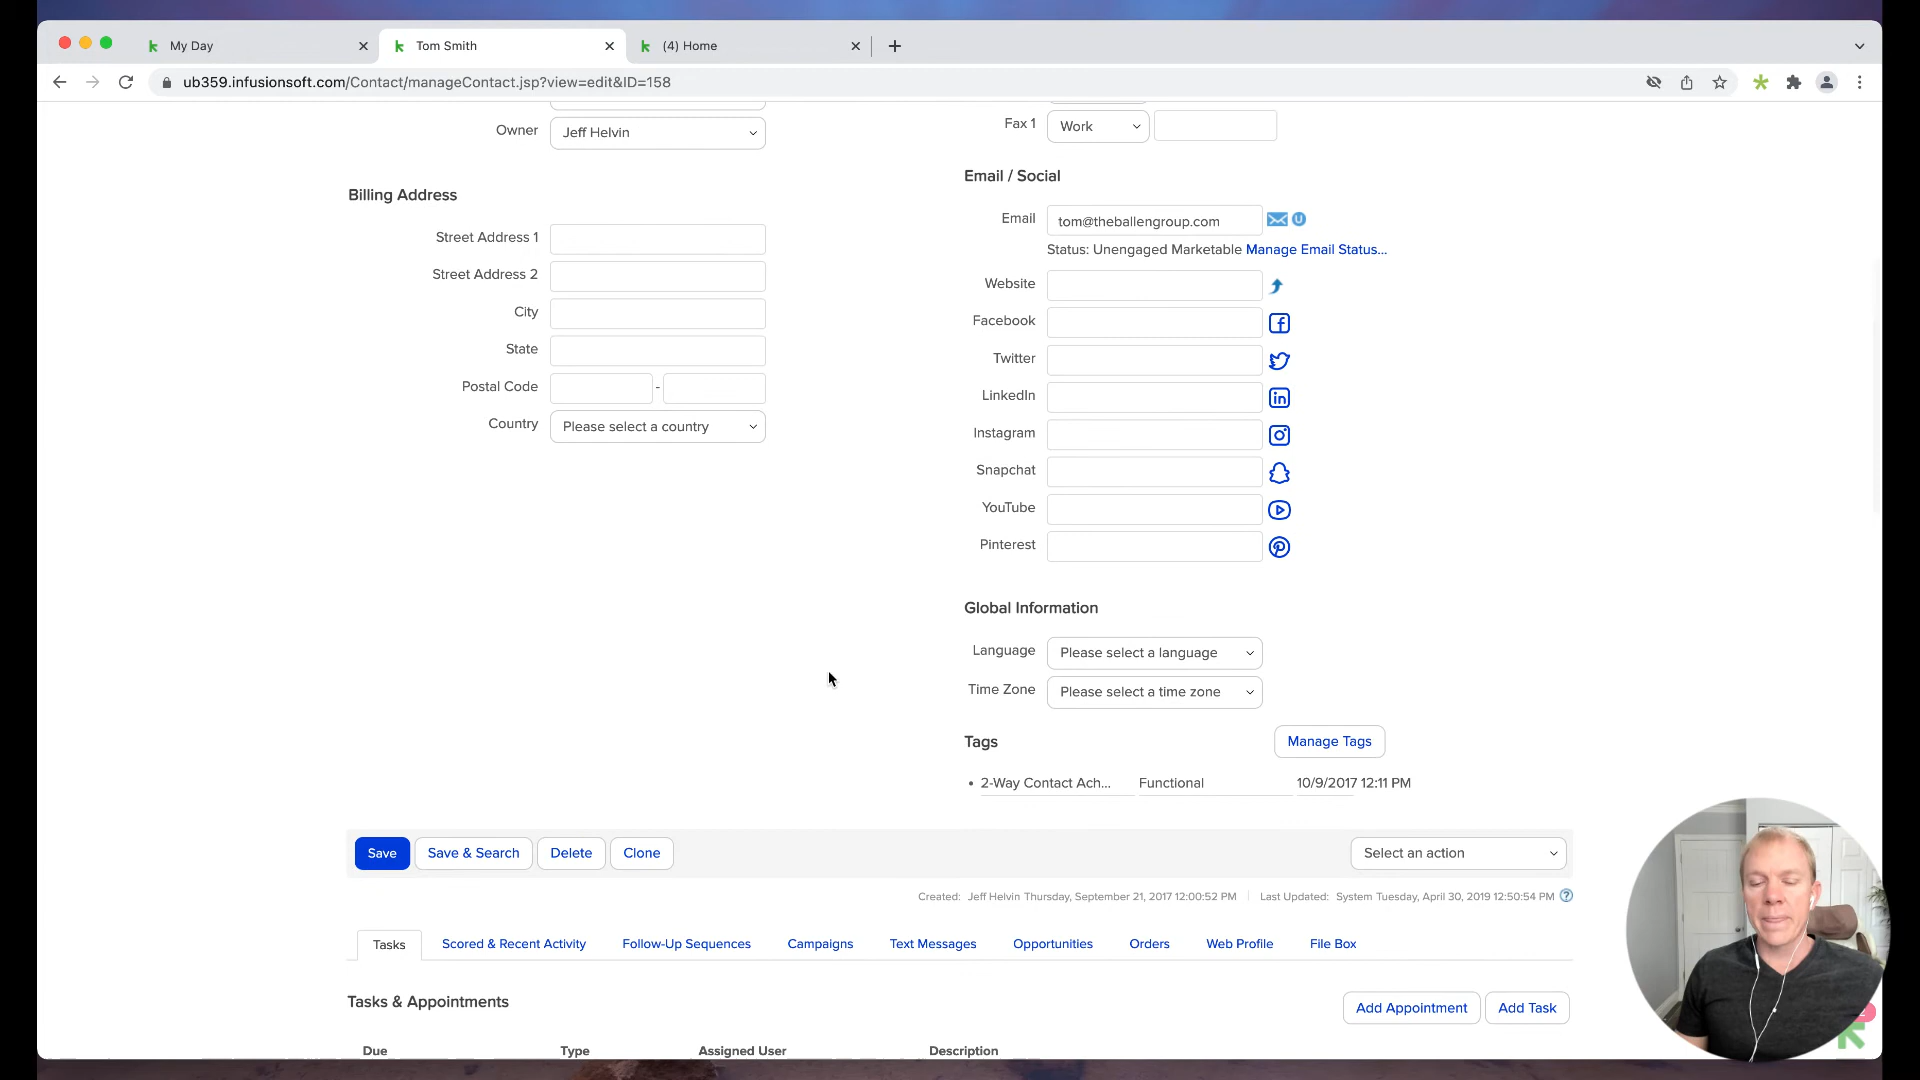 My Day
Tom Smith
(4) Home
ub359.infusionsoft.com/Contact/manageContact.jsp?view=edit&ID=158
Owner Jeff Helvin
Billing Address
Street Address 1
Street Address 2
City
State
Postal Code -
Country Please select a country
Fax 1 Work
Email / Social
Email tom@theballengroup.com
Status: Unengaged Marketable Manage Email Status...
Website
Facebook
Twitter
LinkedIn
Instagram
Snapchat
YouTube
Pinterest
Global Information
Language Please select a language
Time Zone Please select a time zone
Tags Manage Tags
• 2-Way Contact Ach... Functional 10/9/2017 12:11 PM
Save Save & Search Delete Clone Select an action
Created: Jeff Helvin Thursday, September 21, 2017 12:00:52 PM Last Updated: System Tuesday, April 30, 2019 12:50:54 PM
Tasks Scored & Recent Activity Follow-Up Sequences Campaigns Text Messages Opportunities Orders Web Profile File Box
Tasks & Appointments Add Appointment Add Task
Due Type Assigned User Description